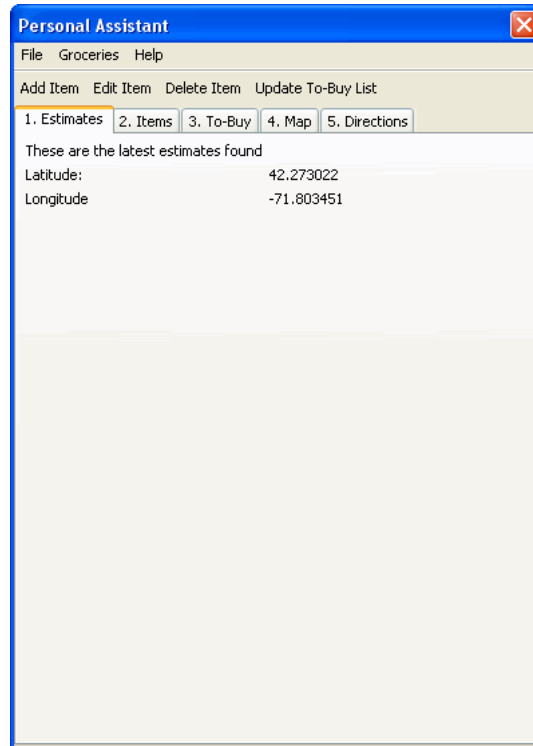 Personal Assistant
File Groceries Help
Add Item Edit Item Delete Item Update To-Buy List
1. Estimates 2. Items 3. To-Buy 4. Map 5. Directions
These are the latest estimates found
Latitude: 42.273022
Longitude -71.803451